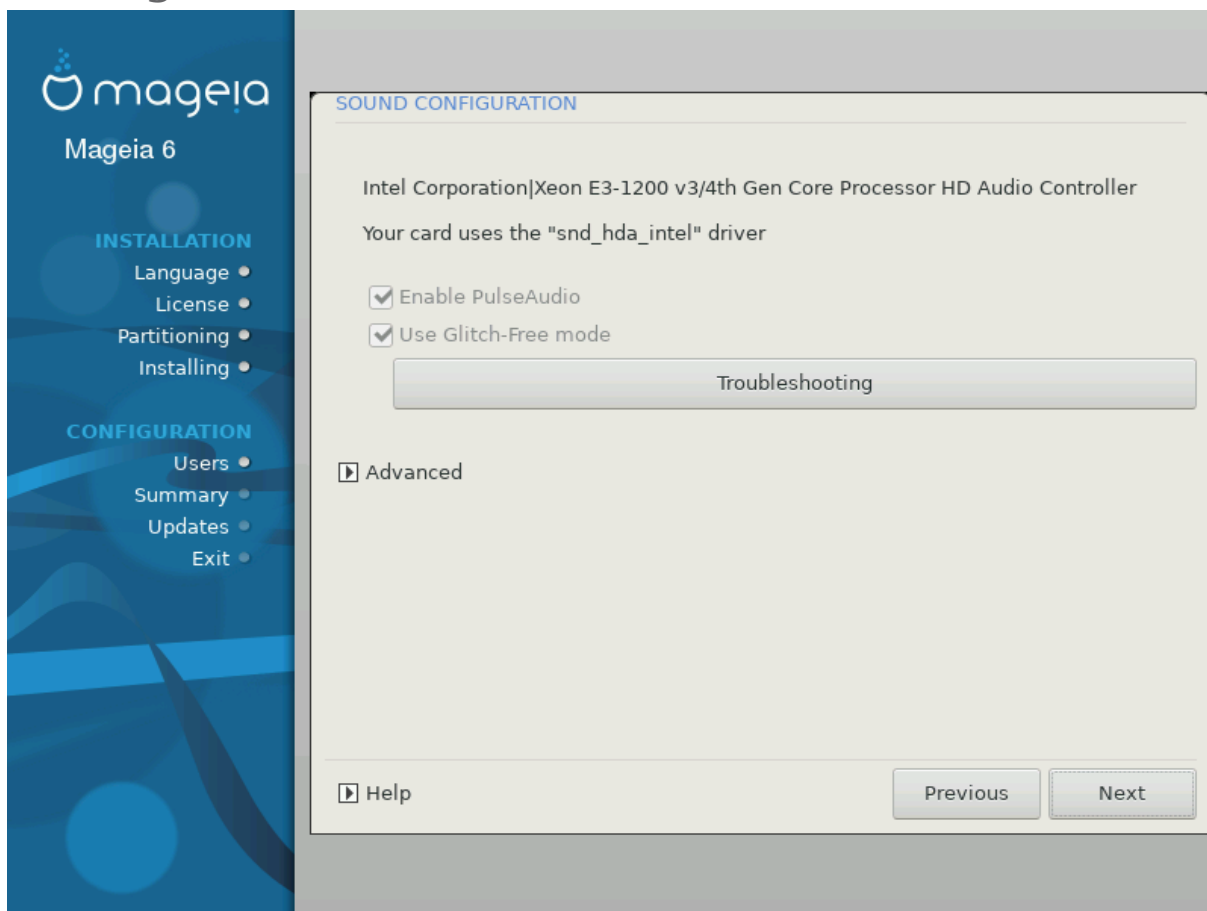 mageia
Mageia 6
INSTALLATION
Language
License
Partitioning
Installing
CONFIGURATION
Users
Summary
Updates
Exit
SOUND CONFIGURATION
Intel Corporation|Xeon E3-1200 v3/4th Gen Core Processor HD Audio Controller
Your card uses the "snd_hda_intel" driver
Enable PulseAudio
Use Glitch-Free mode
Troubleshooting
Advanced
Help
Previous
Next